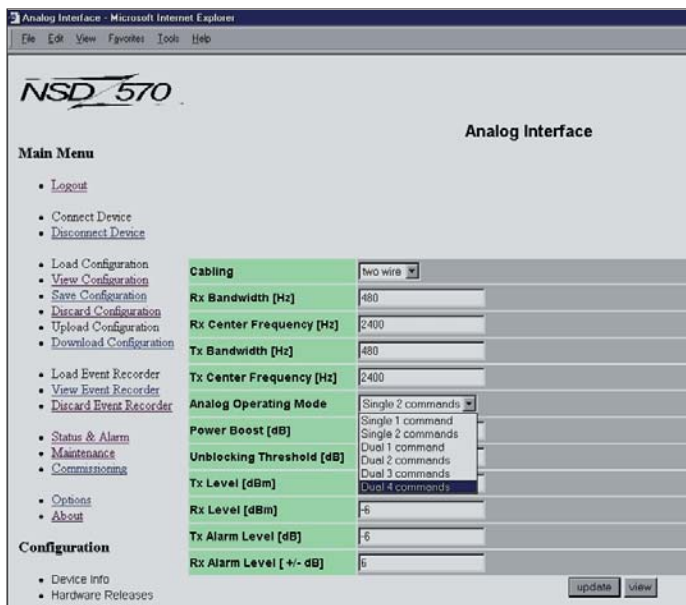 Analog Interface - Microsoft Internet Explorer
File Edit View Favorites Tools Help
NSD 570
Analog Interface
Main Menu
Logout
Connect Device
Disconnect Device
Load Configuration
View Configuration
Save Configuration
Discard Configuration
Upload Configuration
Download Configuration
Load Event Recorder
View Event Recorder
Discard Event Recorder
Status & Alarm
Maintenance
Commissioning
Options
About
Configuration
Device Info
Hardware Releases
Cabling two wire
Rx Bandwidth [Hz] 480
Rx Center Frequency [Hz] 2400
Tx Bandwidth [Hz] 480
Tx Center Frequency [Hz] 2400
Analog Operating Mode Single 2 commands
Single 1 command
Single 2 commands
Dual 1 command
Dual 2 commands
Dual 3 commands
Dual 4 commands
Power Boost [dB]
Unblocking Threshold [dB]
Tx Level [dBm]
Rx Level [dBm] -6
Tx Alarm Level [dB] -6
Rx Alarm Level [ +/- dB] 6
update view